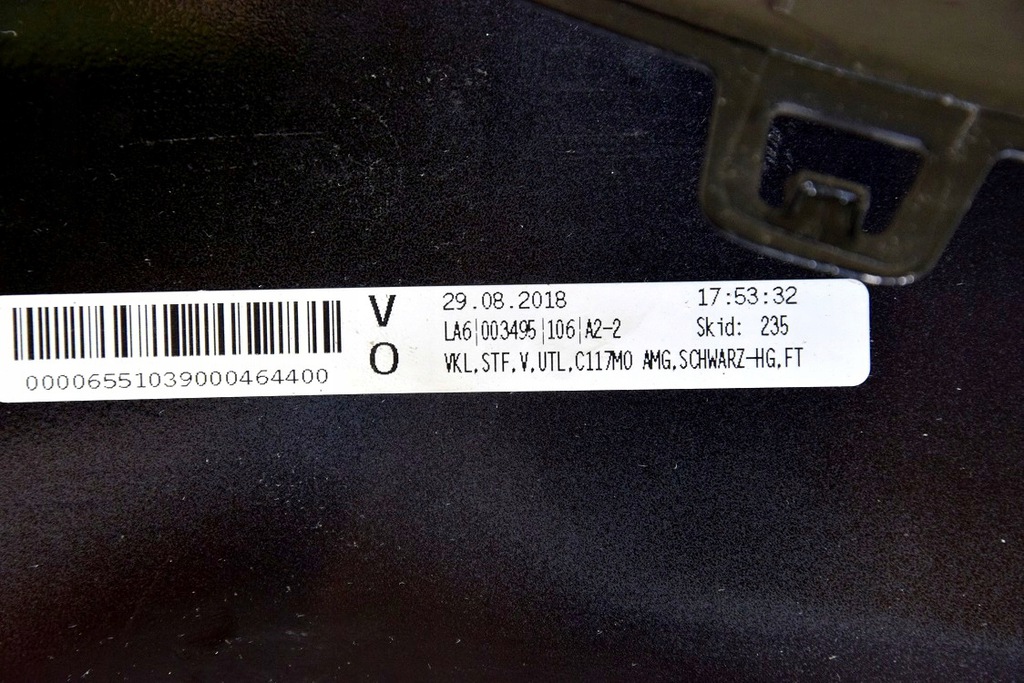 V
O
29.08.2018 17:53:32
LA6|003495|106|A2-2 Skid: 235
VKL,STF,V,UTL,C117MO AMG,SCHWARZ-HG,FT
00006551039000464400